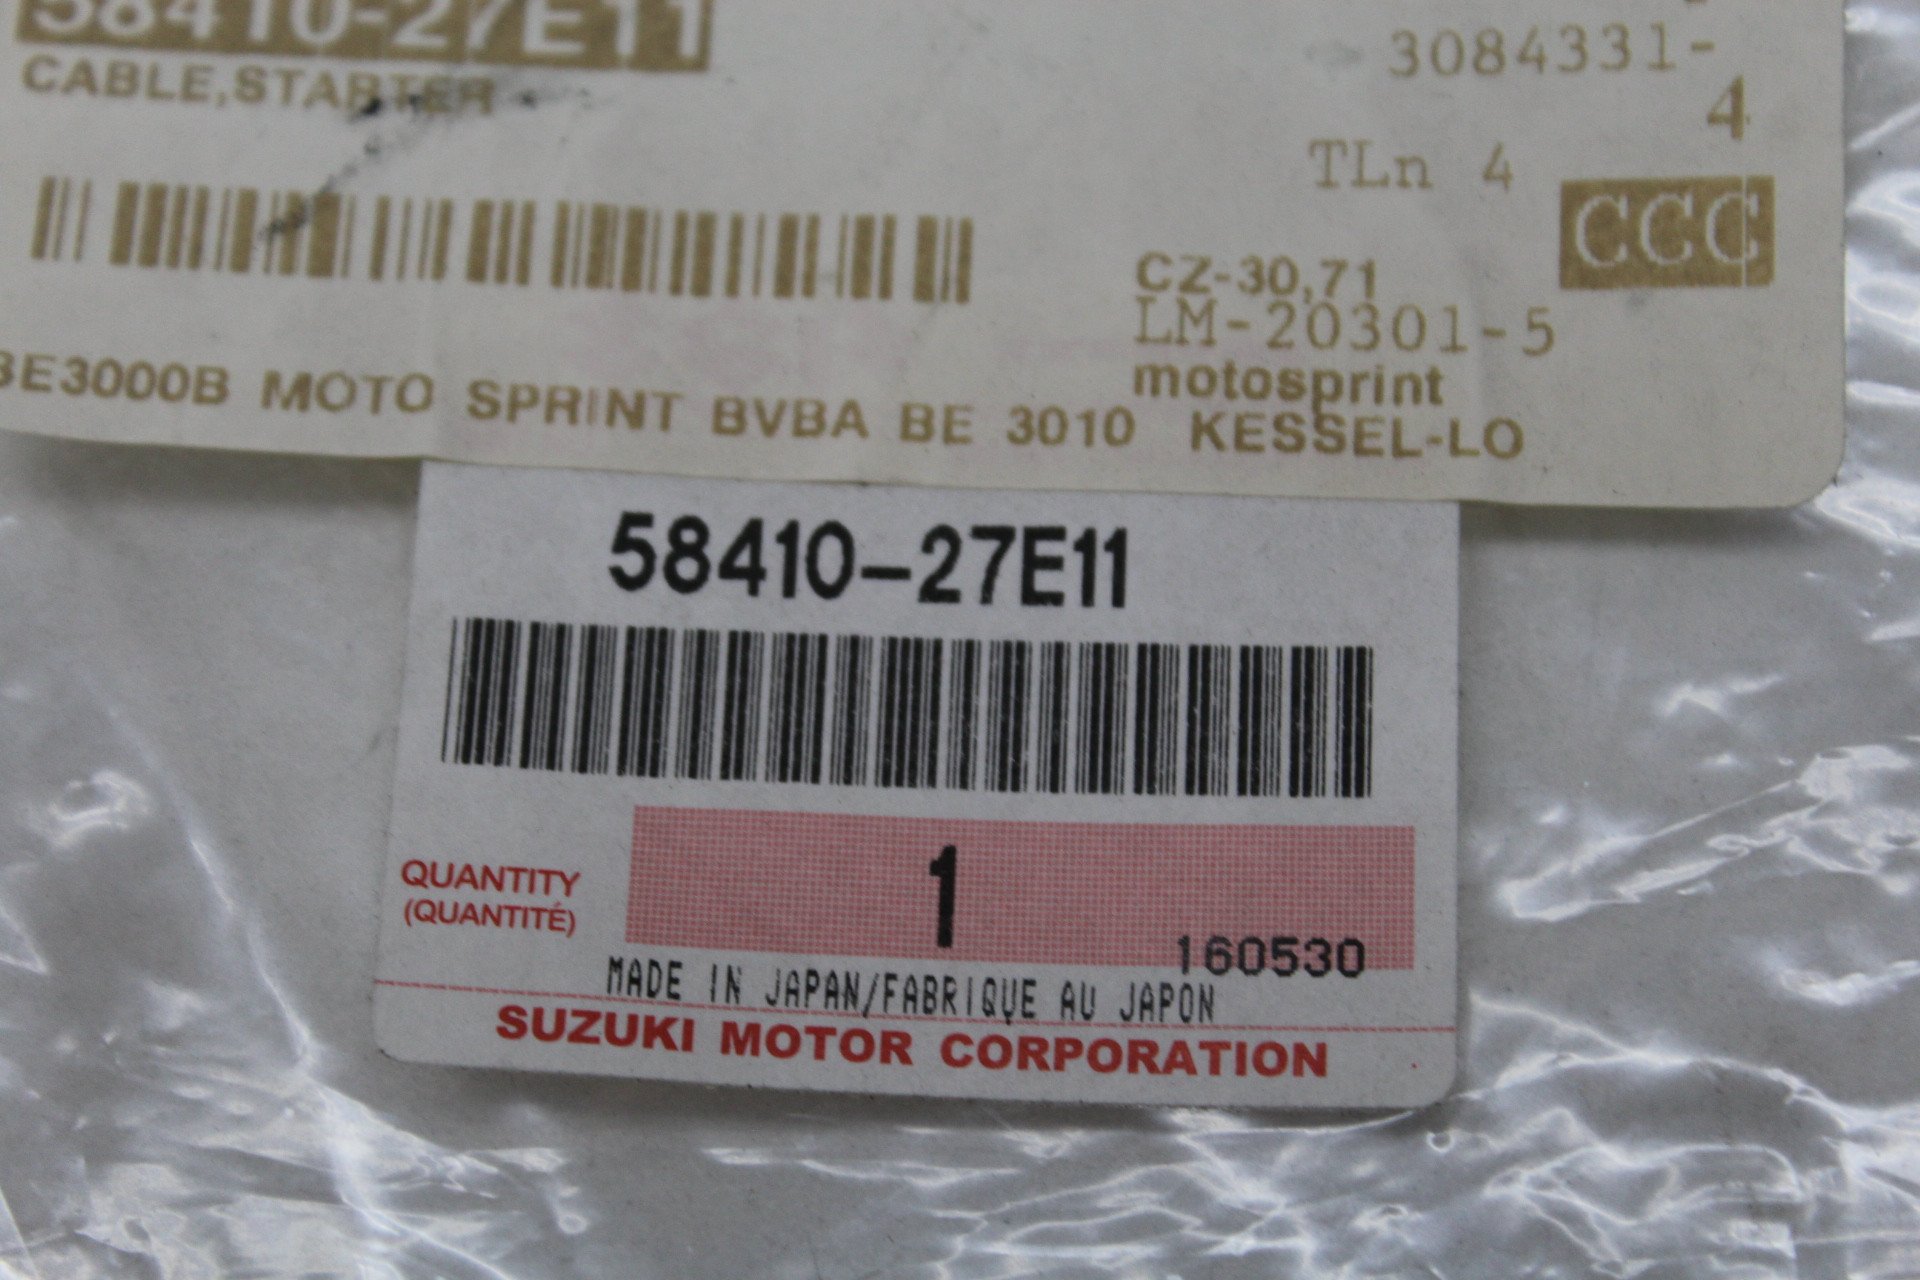 58410-27E11
CABLE,STARTER
3084331-
4
TLn 4
CCC
CZ-30,71
LM-20301-5
motosprint
BE3000B MOTO SPRINT BVBA BE 3010 KESSEL-LO
58410-27E11
QUANTITY
(QUANTITÉ)
1
160530
MADE IN JAPAN/FABRIQUE AU JAPON
SUZUKI MOTOR CORPORATION